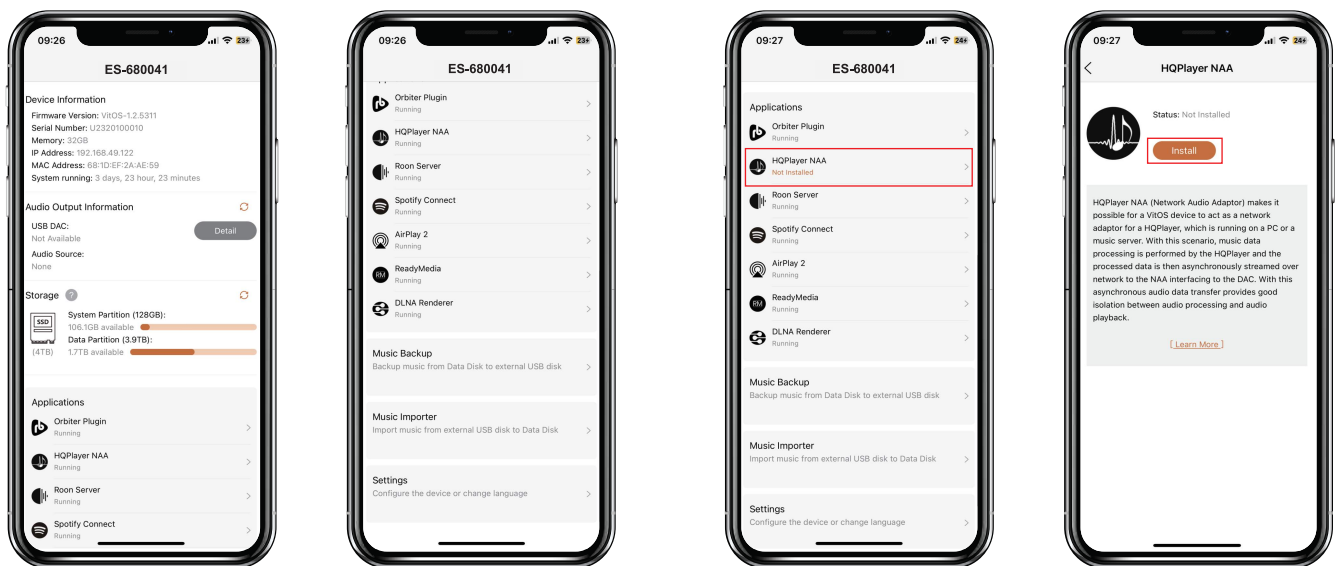 09:26
23
ES-680041
Device Information
Firmware Version: VitOS-1.2.5311
Serial Number: U2320100010
Memory: 32GB
IP Address: 192.168.49.122
MAC Address: 68:1D:EF:2A:AE:59
System running: 3 days, 23 hour, 23 minutes
Audio Output Information
USB DAC:
Not Available
Detail
Audio Source:
None
Storage ?
SSD
System Partition (128GB):
106.1GB available
Data Partition (3.9TB):
(4TB) 1.7TB available
Applications
Orbiter Plugin
Running
HQPlayer NAA
Running
Roon Server
Running
Spotify Connect
Running
09:26
23
ES-680041
Orbiter Plugin
Running
HQPlayer NAA
Running
Roon Server
Running
Spotify Connect
Running
AirPlay 2
Running
RM
ReadyMedia
Running
DLNA Renderer
Running
Music Backup
Backup music from Data Disk to external USB disk
Music Importer
Import music from external USB disk to Data Disk
Settings
Configure the device or change language
09:27
24
ES-680041
Applications
Orbiter Plugin
Running
HQPlayer NAA
Not Installed
Roon Server
Running
Spotify Connect
Running
AirPlay 2
Running
RM
ReadyMedia
Running
DLNA Renderer
Running
Music Backup
Backup music from Data Disk to external USB disk
Music Importer
Import music from external USB disk to Data Disk
Settings
Configure the device or change language
09:27
24
HQPlayer NAA
Status: Not Installed
Install
HQPlayer NAA (Network Audio Adaptor) makes it
possible for a VitOS device to act as a network
adaptor for a HQPlayer, which is running on a PC or a
music server. With this scenario, music data
processing is performed by the HQPlayer and the
processed data is then asynchronously streamed over
network to the NAA interfacing to the DAC. With this
asynchronous audio data transfer provides good
isolation between audio processing and audio
playback.
[ Learn More ]